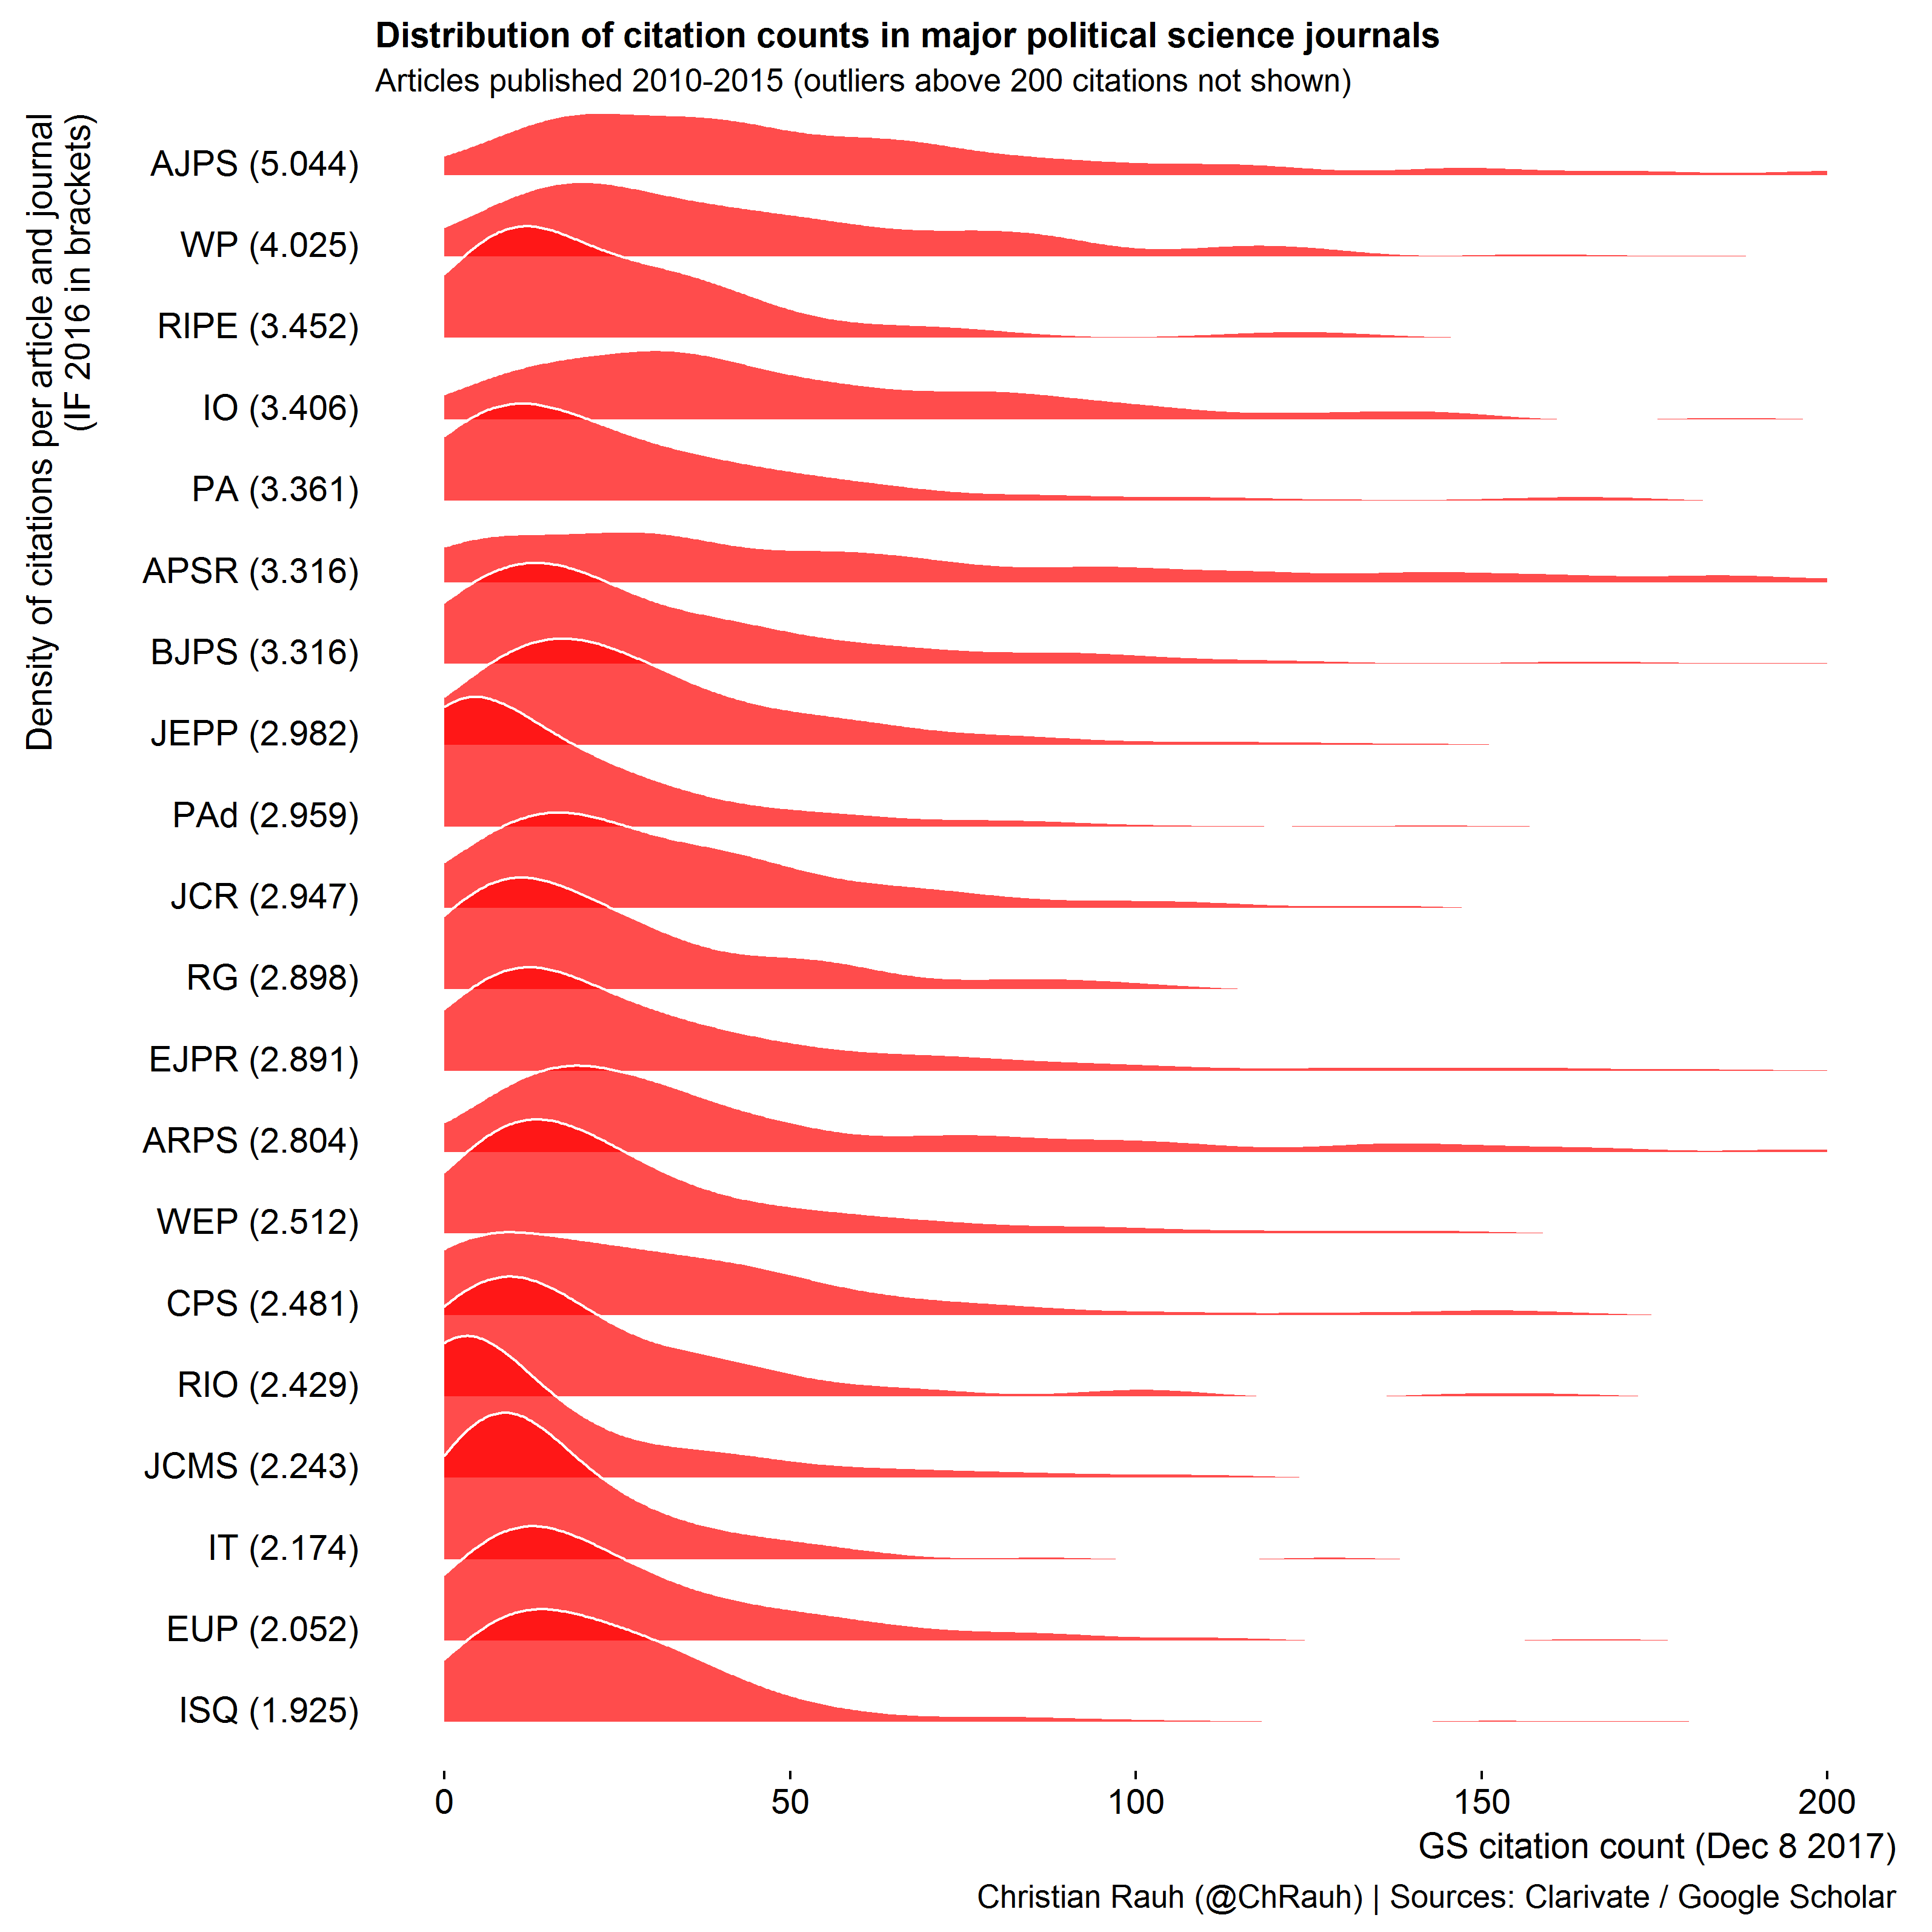 Distribution of citation counts in major political science journals
Articles published 2010-2015 (outliers above 200 citations not shown)
Density of citations per article and journal
(IF 2016 in brackets)
AJPS (5.044)
WP (4.025)
RIPE (3.452)
IO (3.406)
PA (3.361)
APSR (3.316)
BJPS (3.316)
JEPP (2.982)
PAd (2.959)
JCR (2.947)
RG (2.898)
EJPR (2.891)
ARPS (2.804)
WEP (2.512)
CPS (2.481)
RIO (2.429)
JCMS (2.243)
IT (2.174)
EUP (2.052)
ISQ (1.925)
0 50 100 150 200
GS citation count (Dec 8 2017)
Christian Rauh (@ChRauh) | Sources: Clarivate / Google Scholar